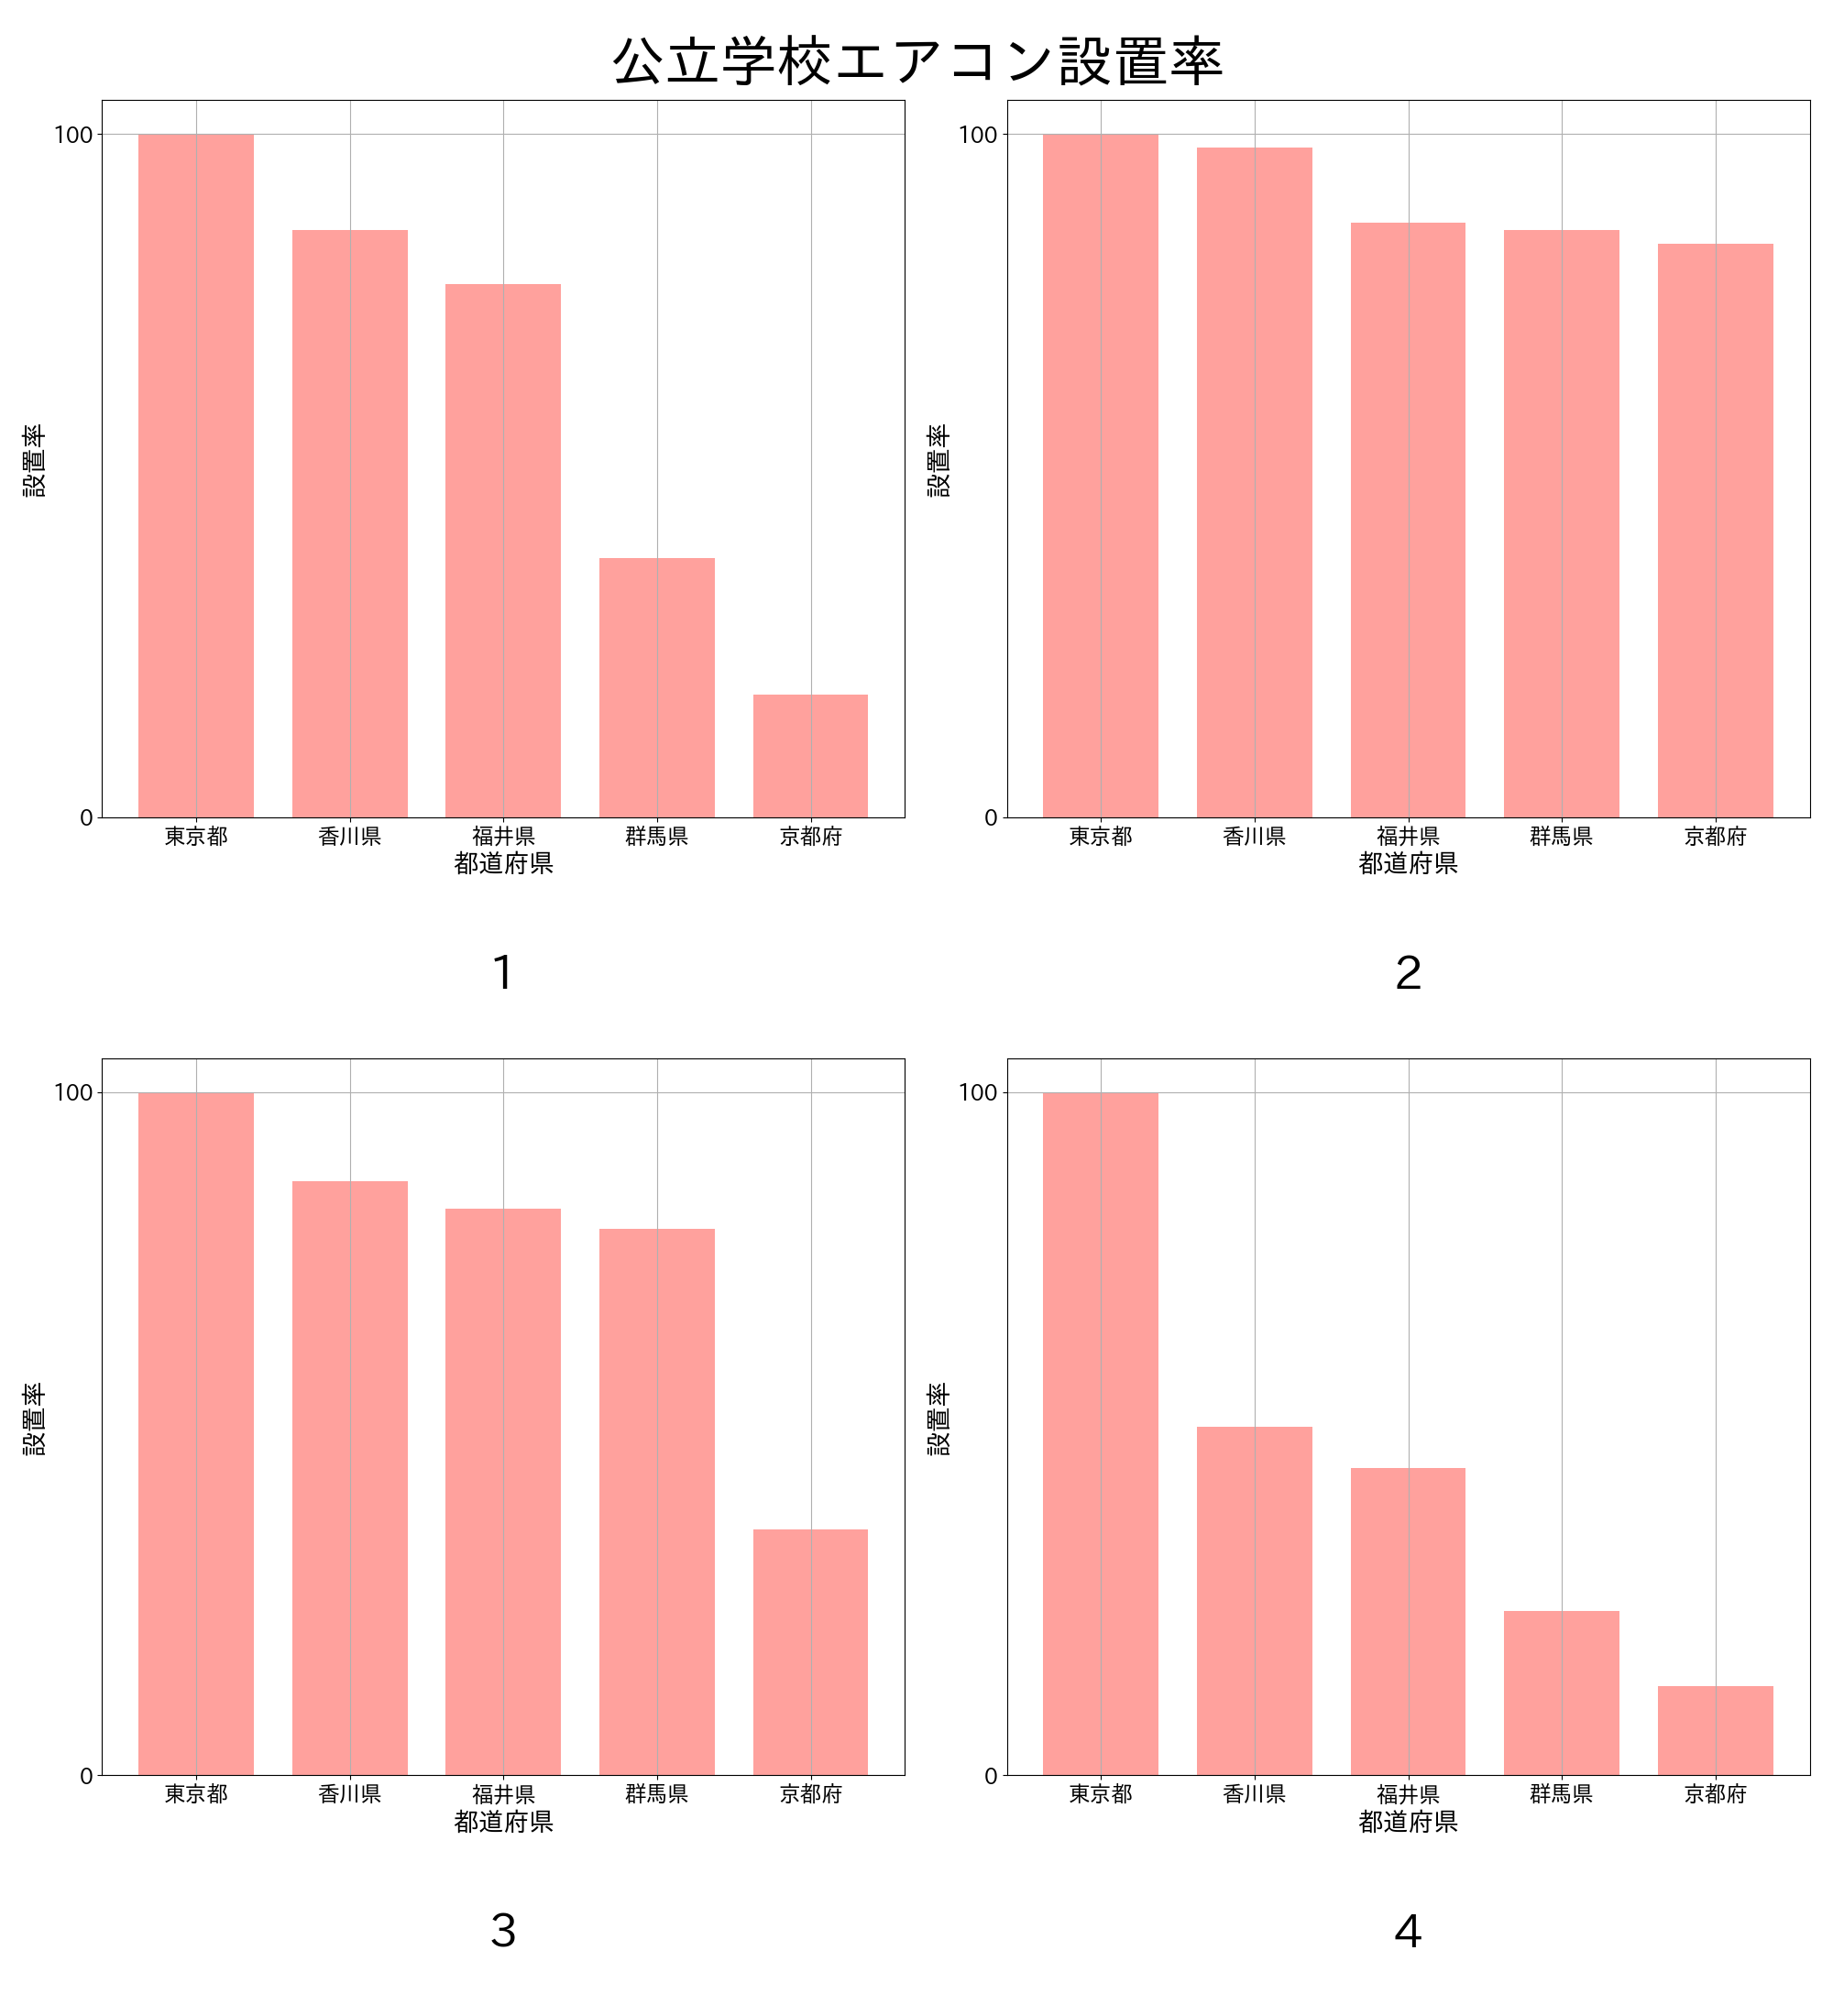 公立学校エアコン設置率
100
設置率
0
東京都 香川県 福井県 群馬県 京都府
都道府県
1
100
設置率
0
東京都 香川県 福井県 群馬県 京都府
都道府県
2
100
設置率
0
東京都 香川県 福井県 群馬県 京都府
都道府県
3
100
設置率
0
東京都 香川県 福井県 群馬県 京都府
都道府県
4